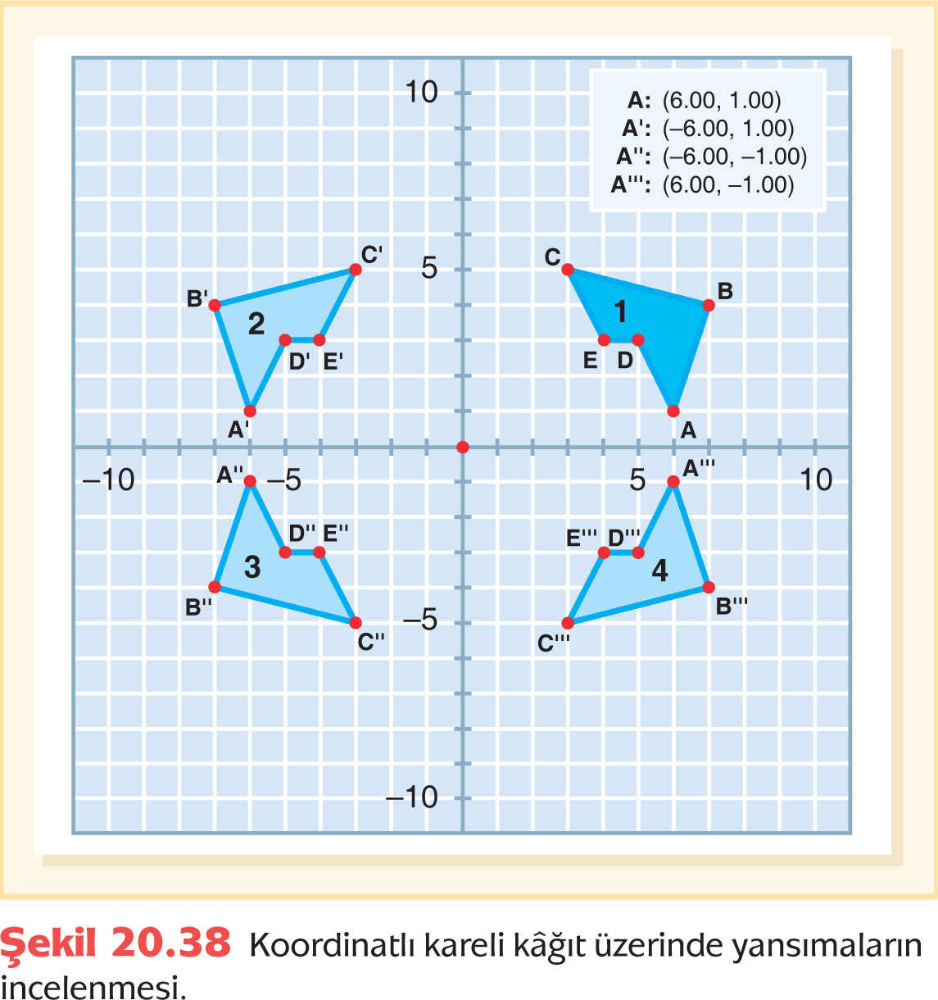 10
A: (6.00, 1.00)
A': (–6.00, 1.00)
A'': (–6.00, –1.00)
A''': (6.00, –1.00)
C' 5 C
B' B
2 1
D' E' E D
A' A
–10 A'' –5 5 A''' 10
D'' E'' E''' D'''
3 4
B'' B'''
–5
C'' C'''
–10
Şekil 20.38 Koordinatlı kareli kâğıt üzerinde yansımaların
incelenmesi.